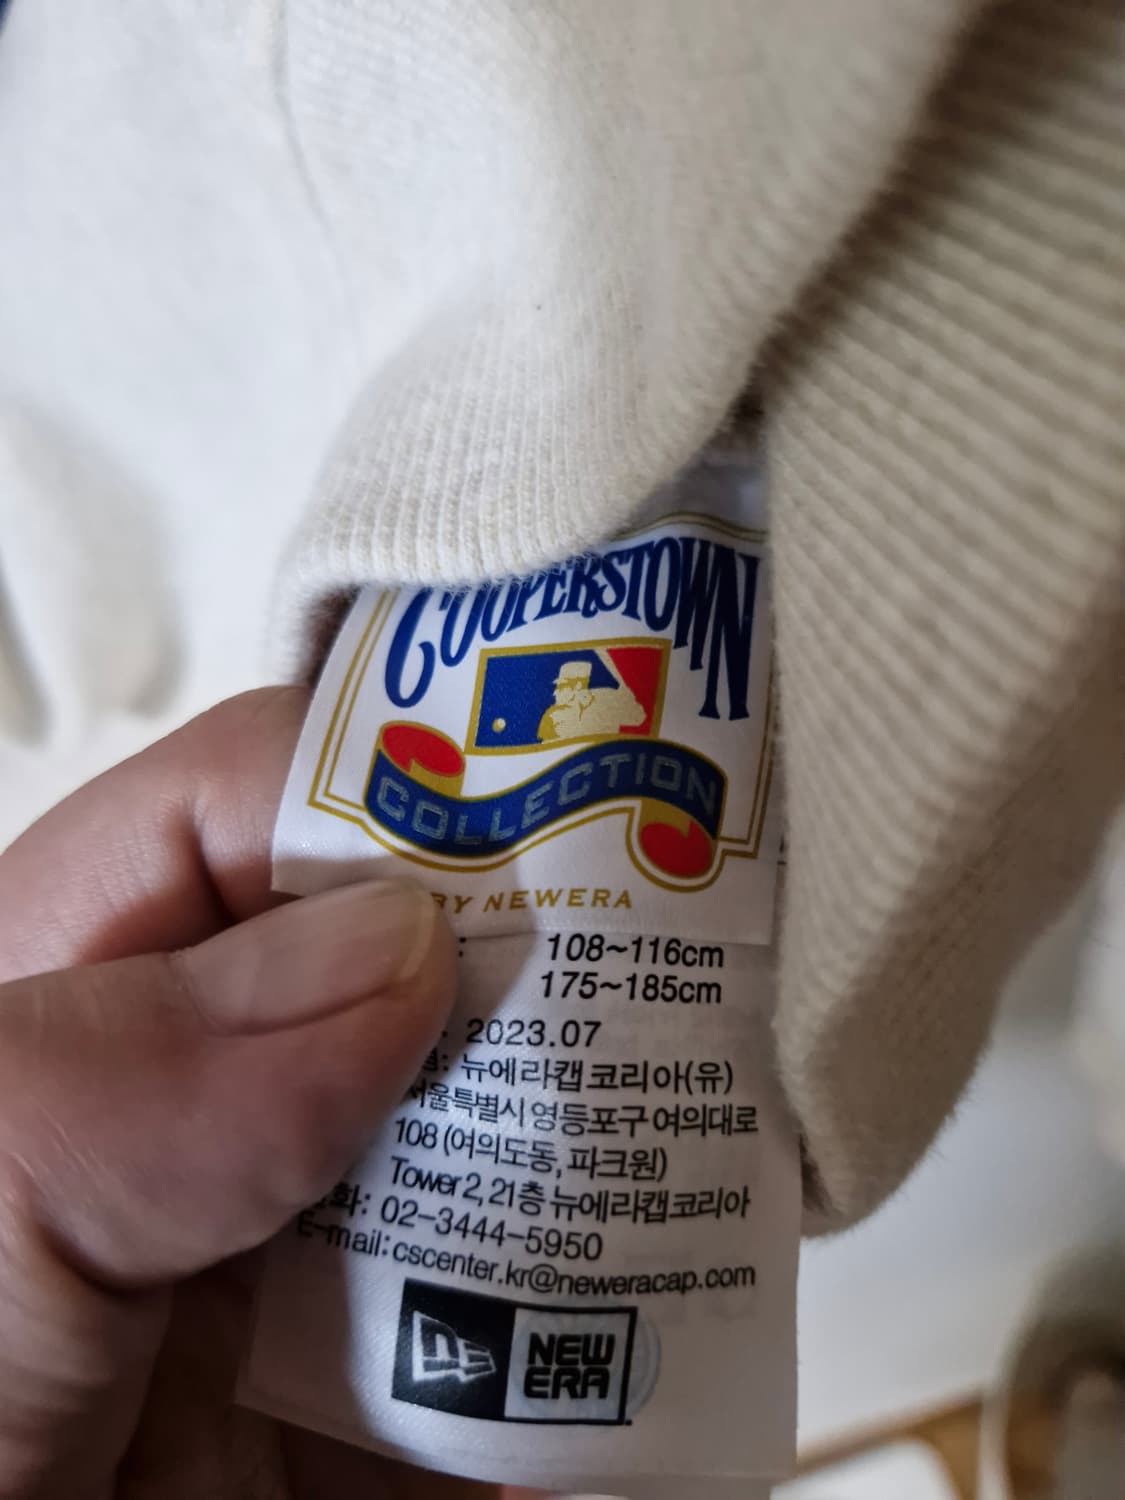 COOPERSTOWN
COLLECTION
BY NEWERA
: 108~116cm
175~185cm
2023.07
: 뉴에라캡코리아(유)
서울특별시 영등포구 여의대로
108 (여의도동, 파크원)
Tower 2, 21층 뉴에라캡코리아
화: 02-3444-5950
E-mail: cscenter.kr@neweracap.com
NEW
ERA